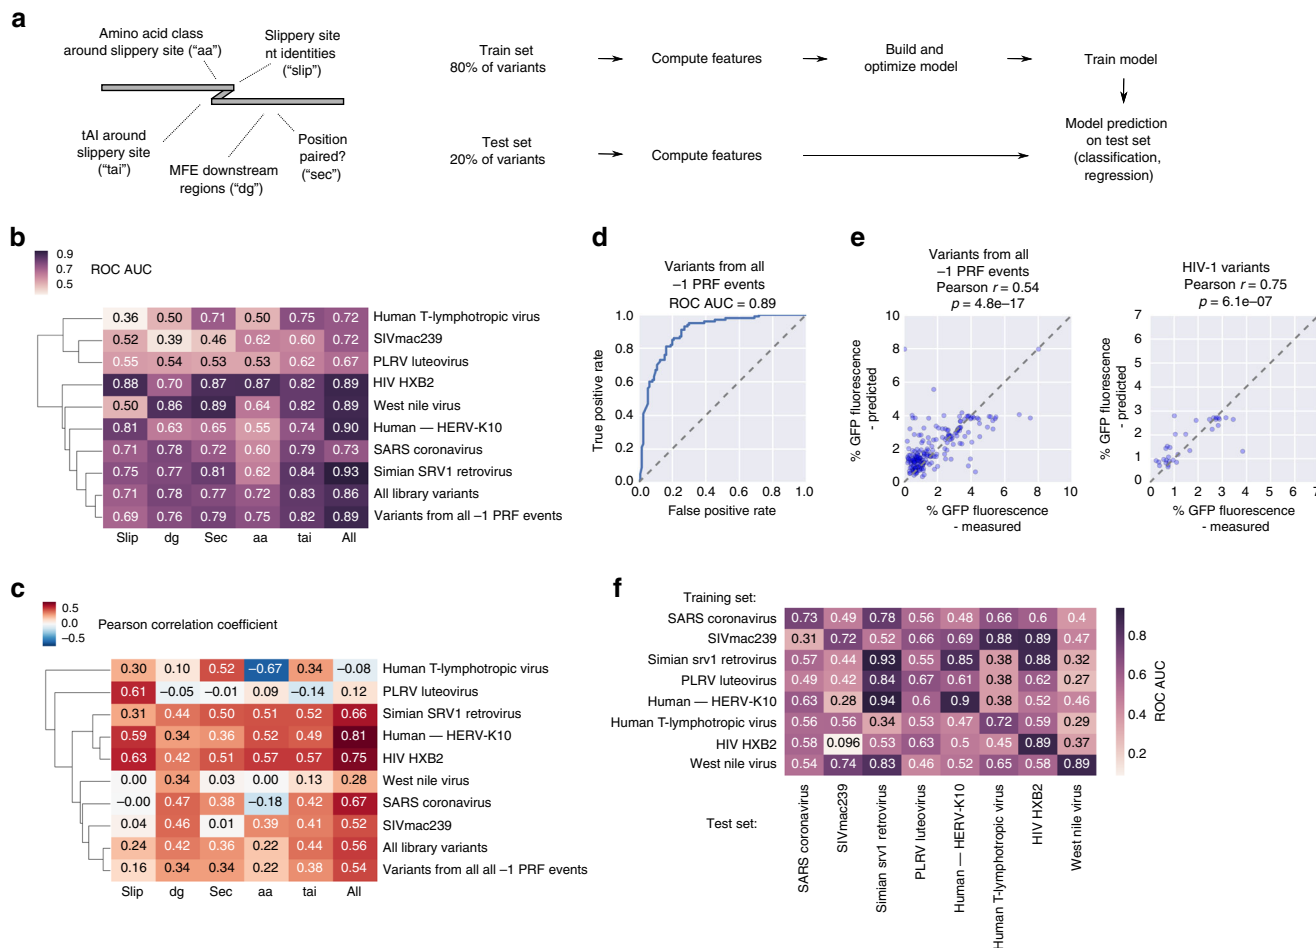 a
Amino acid class
around slippery site (“aa”)
Slippery site
nt identities
(“slip”)
tAI around
slippery site
(“tai”)
MFE downstream
regions (“dg”)
Position
paired?
(“sec”)
Train set
80% of variants
Compute features
Build and
optimize model
Train model
Test set
20% of variants
Compute features
Model prediction
on test set
(classification,
regression)
b
0.9
0.7
0.5
ROC AUC
0.36 0.50 0.71 0.50 0.75 0.72 Human T-lymphotropic virus
0.52 0.39 0.46 0.62 0.60 0.72 SIVmac239
0.55 0.54 0.53 0.53 0.62 0.67 PLRV luteovirus
0.88 0.70 0.87 0.87 0.82 0.89 HIV HXB2
0.50 0.86 0.89 0.64 0.82 0.89 West nile virus
0.81 0.63 0.65 0.55 0.74 0.90 Human — HERV-K10
0.71 0.78 0.72 0.60 0.79 0.73 SARS coronavirus
0.75 0.77 0.81 0.62 0.84 0.93 Simian SRV1 retrovirus
0.71 0.78 0.77 0.72 0.83 0.86 All library variants
0.69 0.76 0.79 0.75 0.82 0.89 Variants from all –1 PRF events
Slip dg Sec aa tai All
c
0.5
0.0
−0.5
Pearson correlation coefficient
0.30 0.10 0.52 −0.67 0.34 −0.08 Human T-lymphotropic virus
0.61 −0.05 −0.01 0.09 −0.14 0.12 PLRV luteovirus
0.31 0.44 0.50 0.51 0.52 0.66 Simian SRV1 retrovirus
0.59 0.34 0.36 0.52 0.49 0.81 Human — HERV-K10
0.63 0.42 0.51 0.57 0.57 0.75 HIV HXB2
0.00 0.34 0.03 0.00 0.13 0.28 West nile virus
−0.00 0.47 0.38 −0.18 0.42 0.67 SARS coronavirus
0.04 0.46 0.01 0.39 0.41 0.52 SIVmac239
0.24 0.42 0.36 0.22 0.44 0.56 All library variants
0.16 0.34 0.34 0.22 0.38 0.54 Variants from all all –1 PRF events
Slip dg Sec aa tai All
d
Variants from all
–1 PRF events
ROC AUC = 0.89
1.0
0.8
0.6
0.4
0.2
0.0
True positive rate
0.0 0.2 0.4 0.6 0.8 1.0
False positive rate
e
Variants from all
–1 PRF events
Pearson r = 0.54
p = 4.8e–17
10
8
6
4
2
0
% GFP fluorescence
- predicted
0 2 4 6 8 10
% GFP fluorescence
- measured
HIV-1 variants
Pearson r = 0.75
p = 6.1e–07
7
6
5
4
3
2
1
0
% GFP fluorescence
- predicted
0 1 2 3 4 5 6 7
% GFP fluorescence
- measured
f
Training set:
SARS coronavirus 0.73 0.49 0.78 0.56 0.48 0.66 0.6 0.4
SIVmac239 0.31 0.72 0.52 0.66 0.69 0.88 0.89 0.47
Simian srv1 retrovirus 0.57 0.44 0.93 0.55 0.85 0.38 0.88 0.32
PLRV luteovirus 0.49 0.42 0.84 0.67 0.61 0.38 0.62 0.27
Human — HERV-K10 0.63 0.28 0.94 0.6 0.9 0.38 0.52 0.46
Human T-lymphotropic virus 0.56 0.56 0.34 0.53 0.47 0.72 0.59 0.29
HIV HXB2 0.58 0.096 0.53 0.63 0.5 0.45 0.89 0.37
West nile virus 0.54 0.74 0.83 0.46 0.52 0.65 0.58 0.89
Test set:
SARS coronavirus
SIVmac239
Simian srv1 retrovirus
PLRV luteovirus
Human — HERV-K10
Human T-lymphotropic virus
HIV HXB2
West nile virus
0.8
0.6
0.4
0.2
ROC AUC